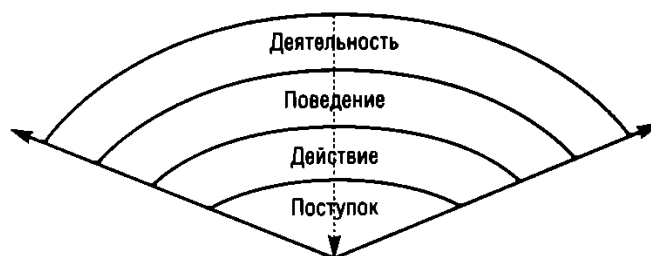 Деятельность
Поведение
Действие
Поступок